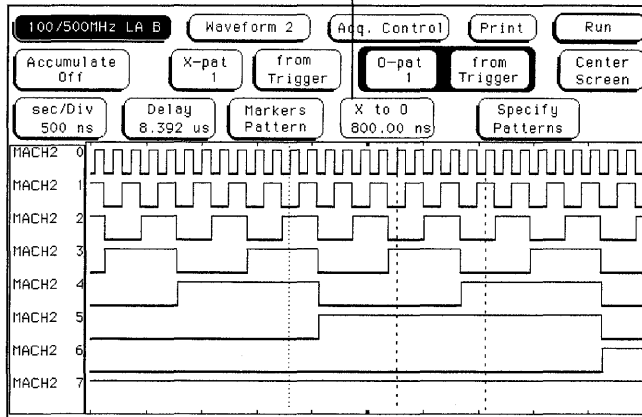 100/500MHz LA B Waveform 2 Acq. Control Print Run
Accumulate Off X-pat 1 from Trigger O-pat 1 from Trigger Center Screen
sec/Div 500 ns Delay 8.392 us Markers Pattern X to O 800.00 ns Specify Patterns
MACH2 0
MACH2 1
MACH2 2
MACH2 3
MACH2 4
MACH2 5
MACH2 6
MACH2 7